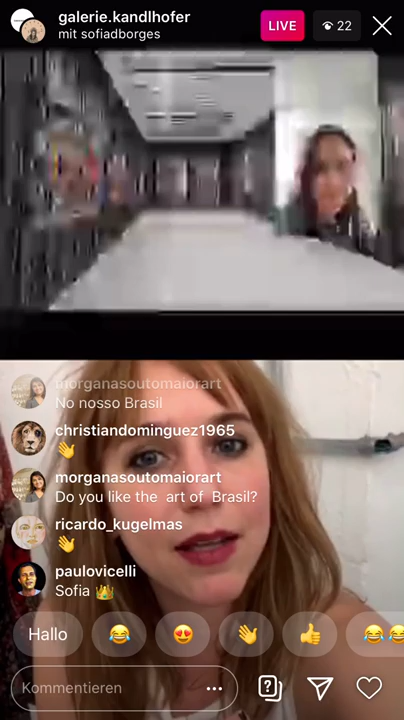 galerie.kandlhofer
mit sofiadborges
LIVE
22
morganasoutomaiorart
No nosso Brasil
christiandominguez1965
👋
morganasoutomaiorart
Do you like the art of Brasil?
ricardo_kugelmas
👋
paulovicelli
Sofia 👑
Hallo 😂 😍 👋 👍 😂😂
Kommentieren